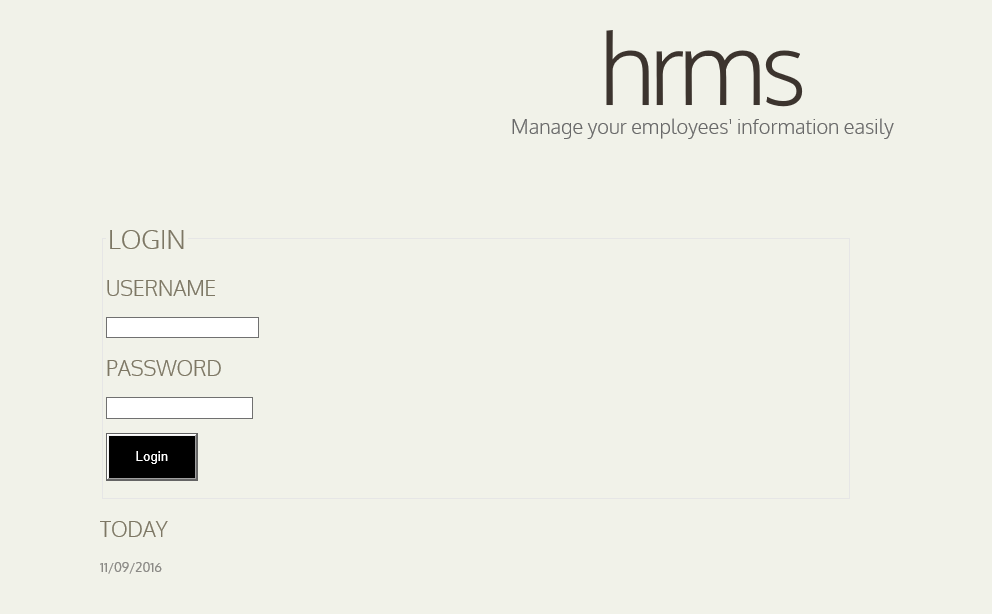 hrms
Manage your employees' information easily
LOGIN
USERNAME
PASSWORD
Login
TODAY
11/09/2016